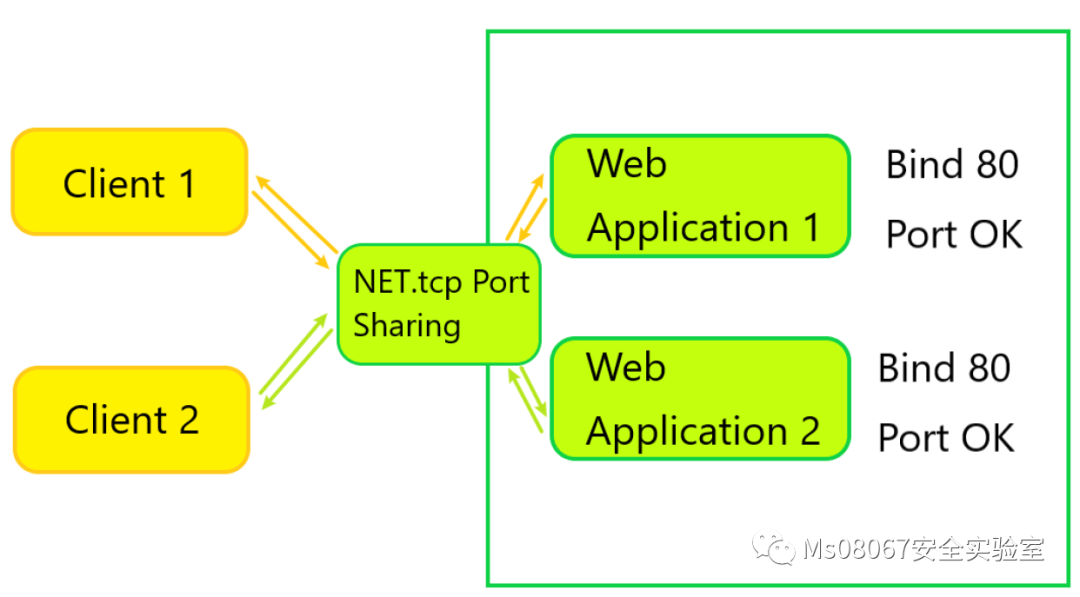 Client 1
NET.tcp Port
Sharing
Client 2
Web
Application 1
Bind 80
Port OK
Web
Application 2
Bind 80
Port OK
Ms08067安全实验室